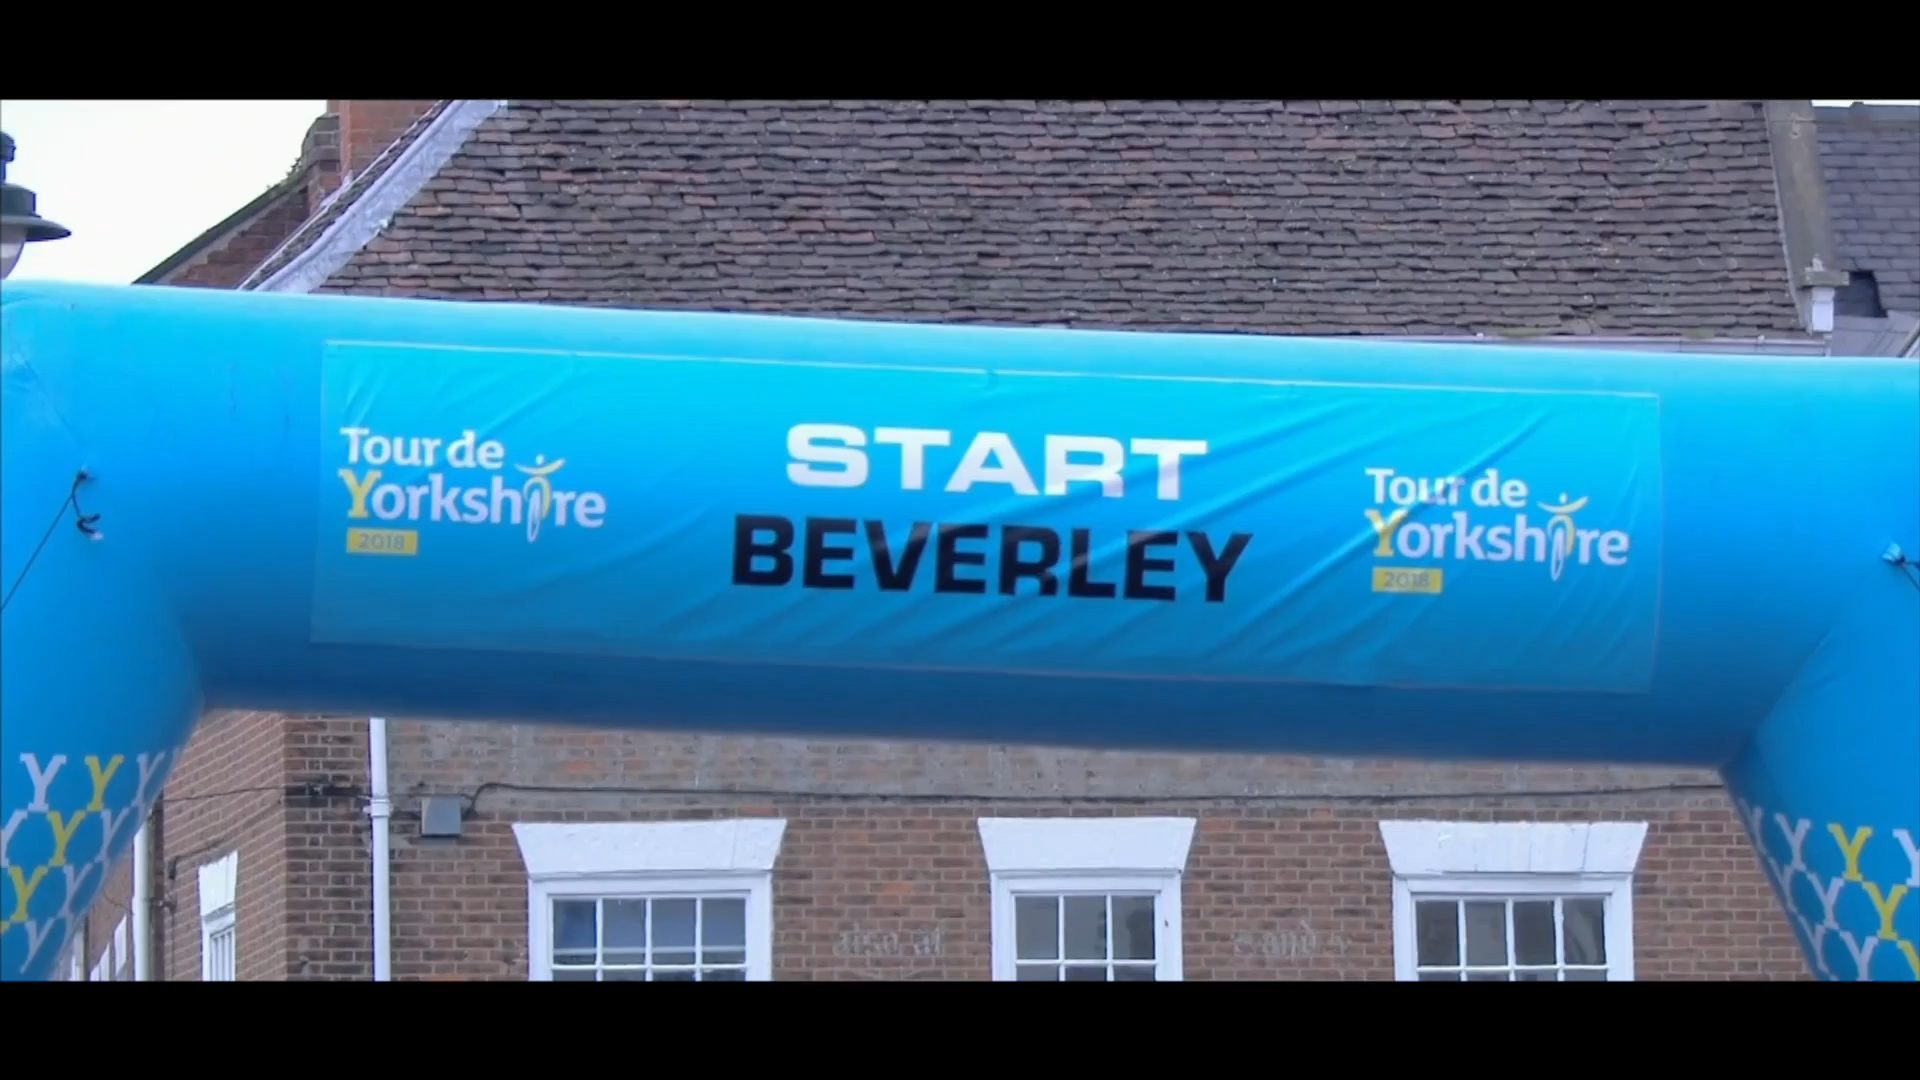 Tour de
Yorkshire
2018
START
BEVERLEY
Tour de
Yorkshire
2018